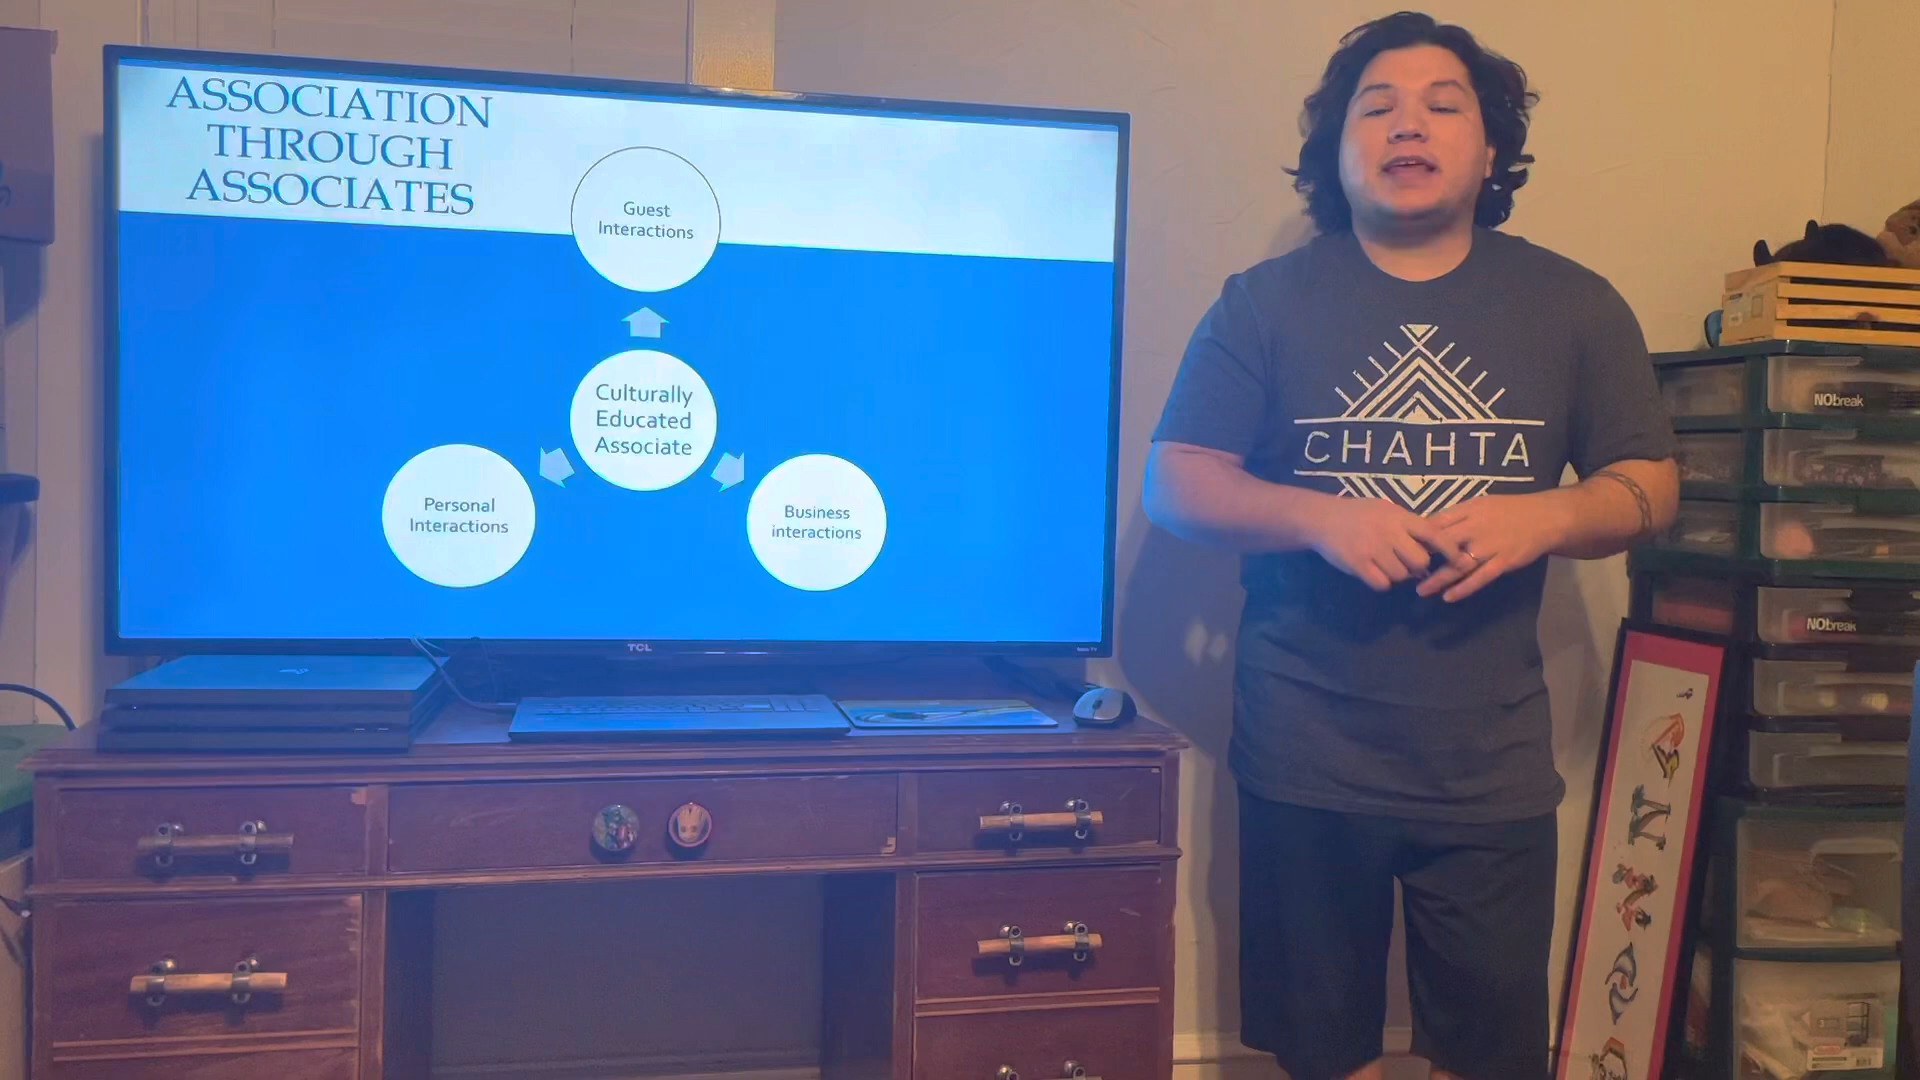 ASSOCIATION
THROUGH
ASSOCIATES
Guest
Interactions
Culturally
Educated
Associate
Personal
Interactions
Business
interactions
TCL
CHAHTA
NObreak
NObreak